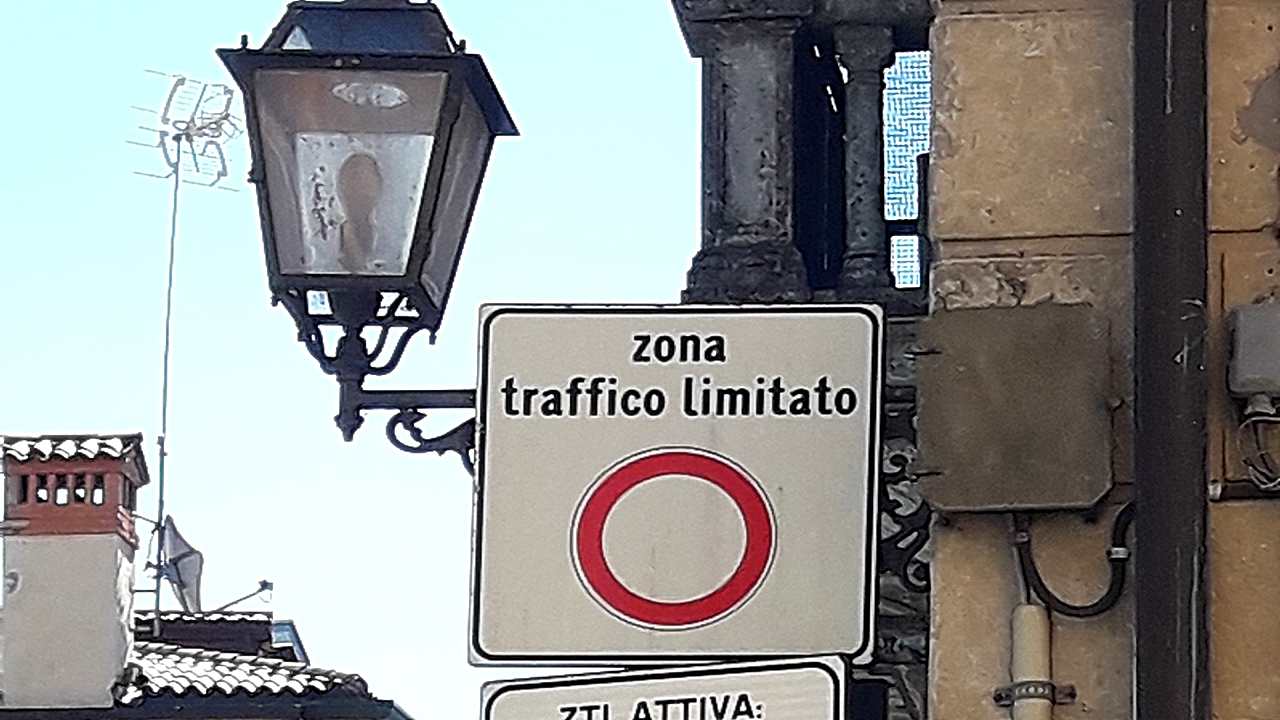 zona
traffico limitato
ZTL ATTIVA: